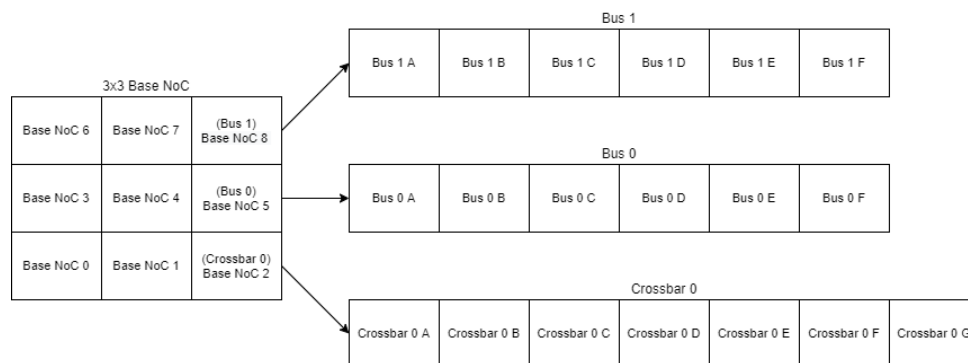 Bus 1
Bus 1 A Bus 1 B Bus 1 C Bus 1 D Bus 1 E Bus 1 F
3x3 Base NoC
Base NoC 6 Base NoC 7 (Bus 1)
Base NoC 8
Bus 0
Base NoC 3 Base NoC 4 (Bus 0)
Base NoC 5
Bus 0 A Bus 0 B Bus 0 C Bus 0 D Bus 0 E Bus 0 F
Base NoC 0 Base NoC 1 (Crossbar 0)
Base NoC 2
Crossbar 0
Crossbar 0 A Crossbar 0 B Crossbar 0 C Crossbar 0 D Crossbar 0 E Crossbar 0 F Crossbar 0 G